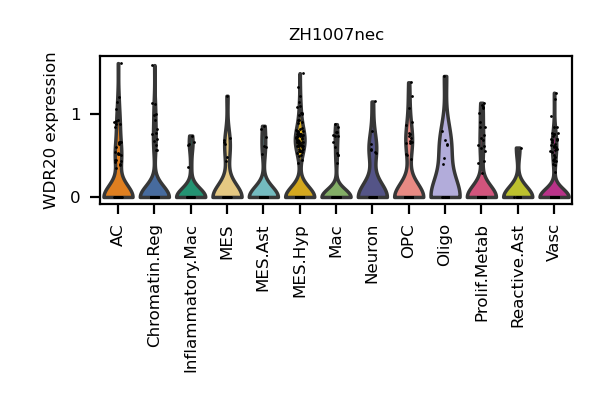 ZH1007nec
WDR20 expression
1
0
AC
Chromatin.Reg
Inflammatory.Mac
MES
MES.Ast
MES.Hyp
Mac
Neuron
OPC
Oligo
Prolif.Metab
Reactive.Ast
Vasc